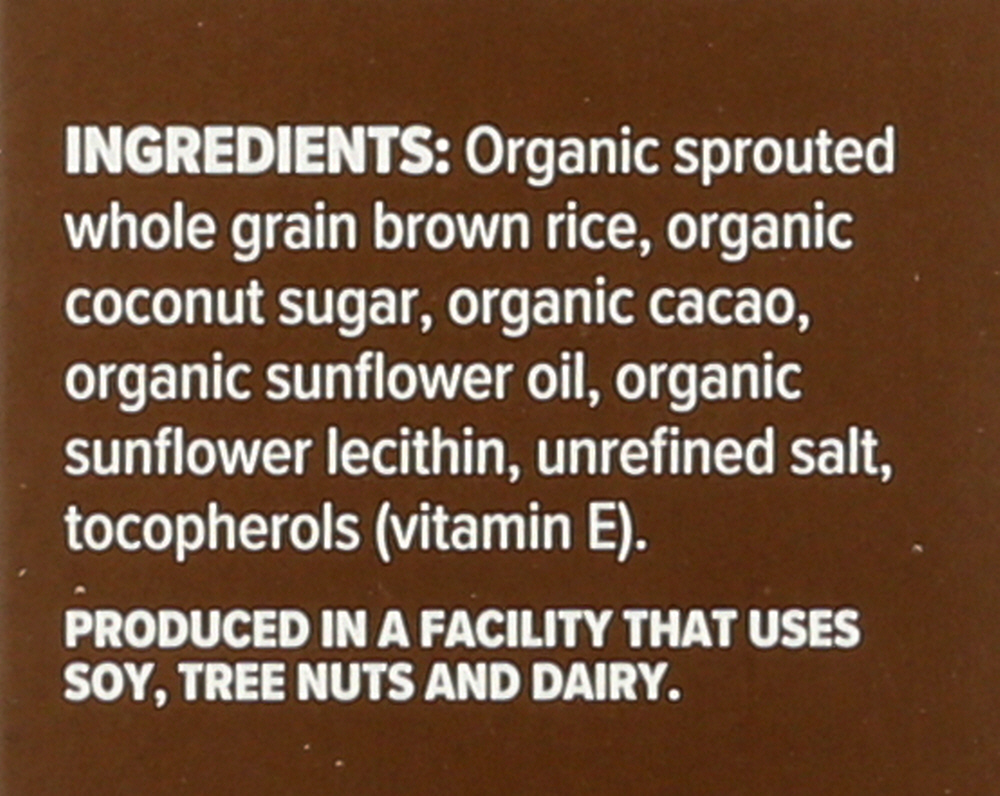 INGREDIENTS: Organic sprouted
whole grain brown rice, organic
coconut sugar, organic cacao,
organic sunflower oil, organic
sunflower lecithin, unrefined salt,
tocopherols (vitamin E).
PRODUCED IN A FACILITY THAT USES
SOY, TREE NUTS AND DAIRY.